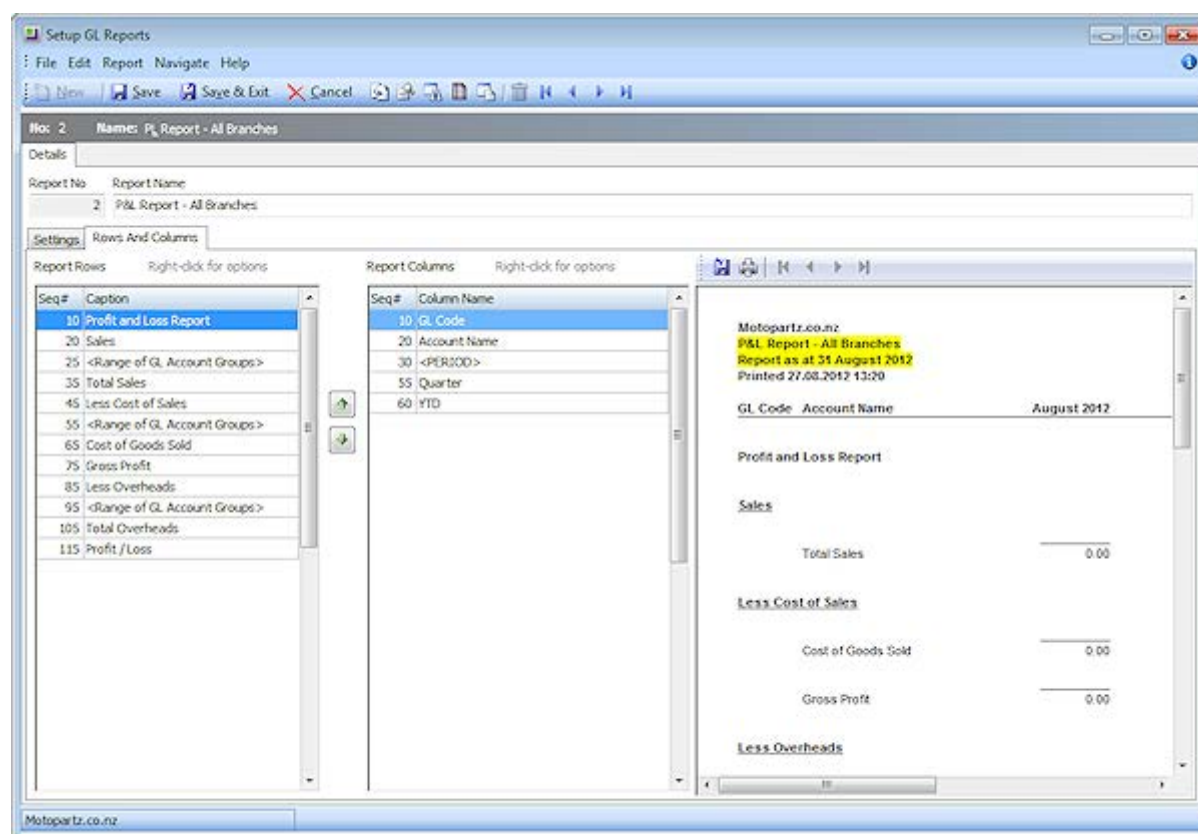 Setup GL Reports
File Edit Report Navigate Help
New Save Save & Exit Cancel
No: 2 Name: P&L Report - All Branches
Details
Report No Report Name
2 P&L Report - All Branches
Settings Rows And Columns
Report Rows Right-click for options Report Columns Right-click for options
Seq# Caption
10 Profit and Loss Report
20 Sales
25 <Range of GL Account Groups>
35 Total Sales
45 Less Cost of Sales
55 <Range of GL Account Groups>
65 Cost of Goods Sold
75 Gross Profit
85 Less Overheads
95 <Range of GL Account Groups>
105 Total Overheads
115 Profit / Loss
Seq# Column Name
10 GL Code
20 Account Name
30 <PERIOD>
55 Quarter
60 YTD
Motopartz.co.nz
P&L Report - All Branches
Report as at 31 August 2012
Printed 27.08.2012 13:20
GL Code Account Name August 2012
Profit and Loss Report
Sales
Total Sales 0.00
Less Cost of Sales
Cost of Goods Sold 0.00
Gross Profit 0.00
Less Overheads
Motopartz.co.nz